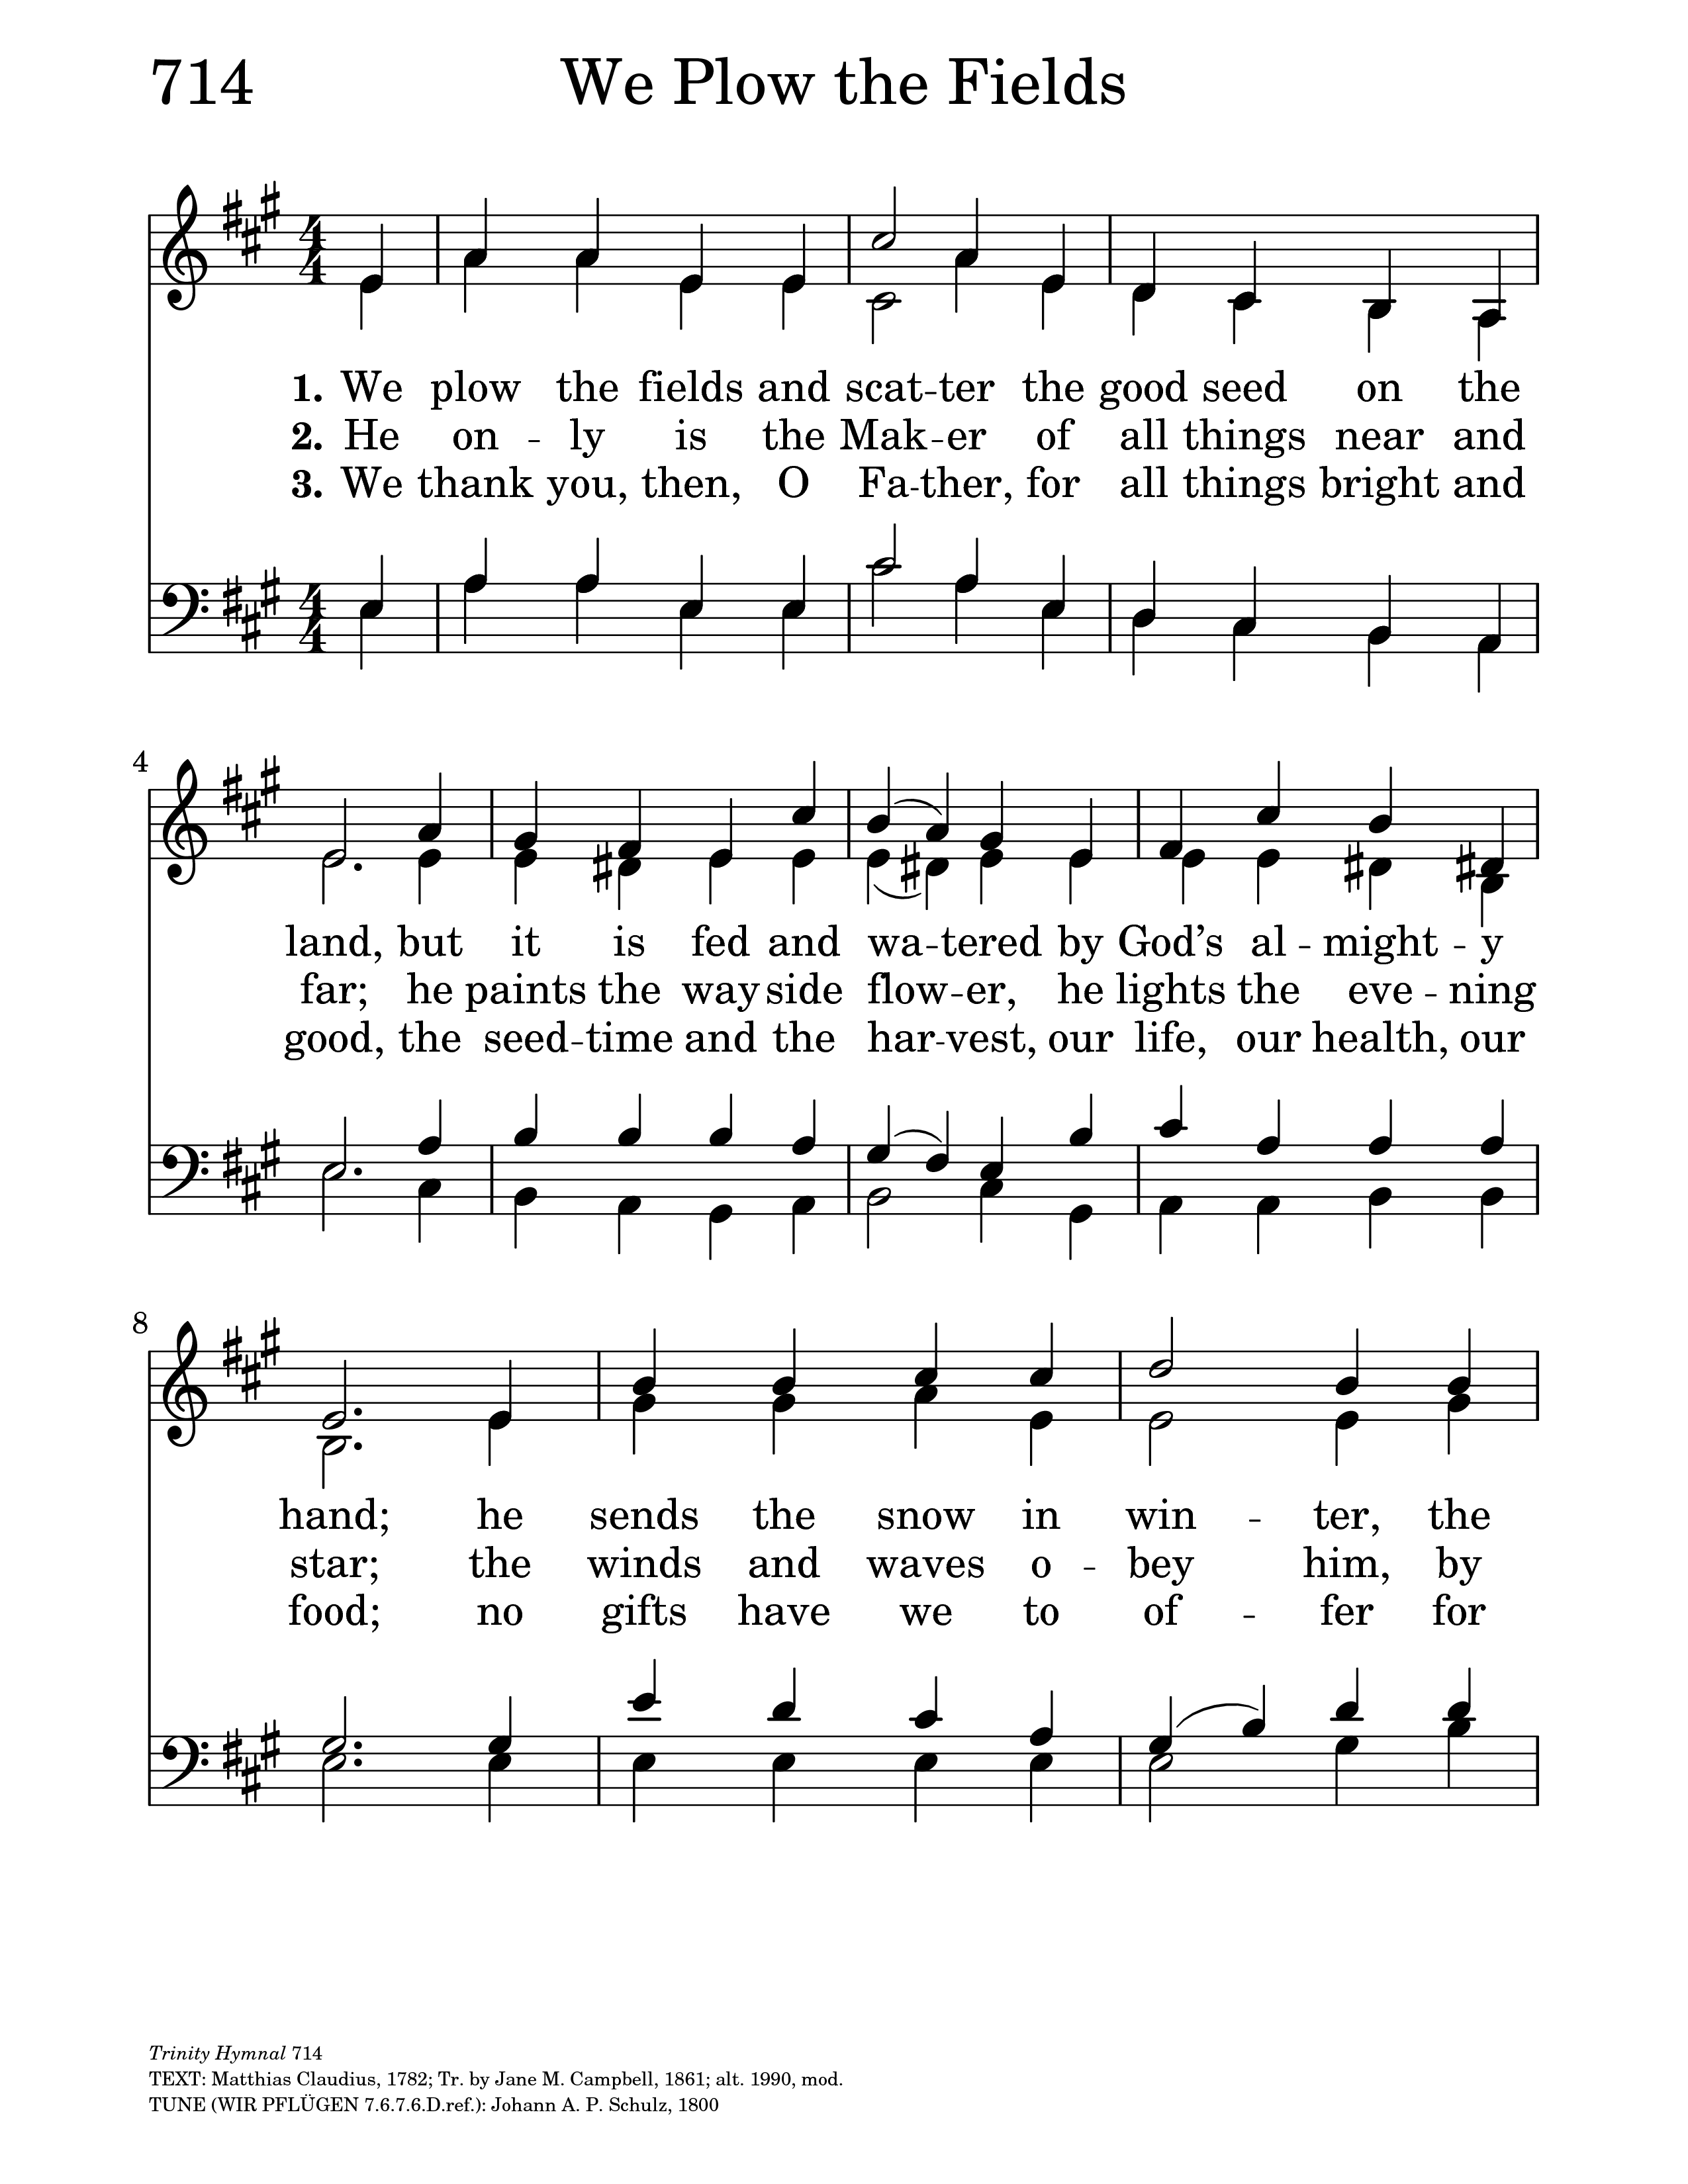 714 We Plow the Fields
4
4
1. We plow the fields and scat - ter the good seed on the
2. He on - ly is the Mak - er of all things near and
3. We thank you, then, O Fa - ther, for all things bright and
4
4
4
land, but it is fed and wa - tered by God’s al - might - y
far; he paints the way side flow - er, he lights the eve - ning
good, the seed - time and the har - vest, our life, our health, our
8
hand; he sends the snow in win - ter, the
star; the winds and waves o - bey him, by
food; no gifts have we to of - fer for
Trinity Hymnal 714
TEXT: Matthias Claudius, 1782; Tr. by Jane M. Campbell, 1861; alt. 1990, mod.
TUNE (WIR PFLÜGEN 7.6.7.6.D.ref.): Johann A. P. Schulz, 1800